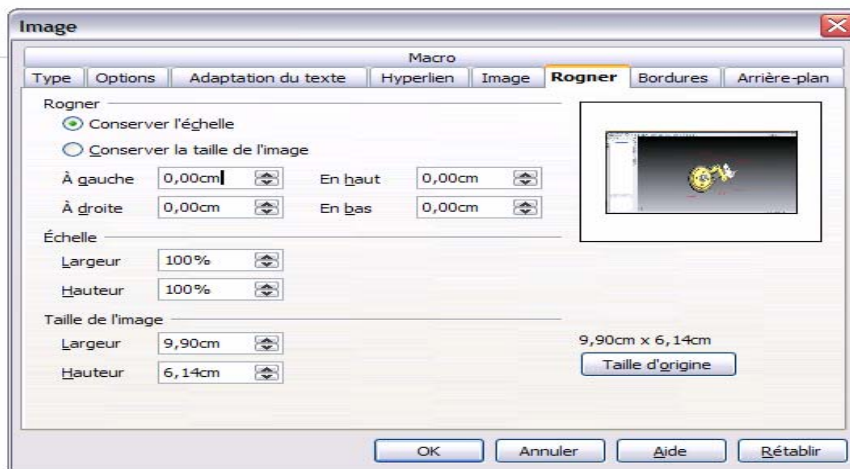 Image
Macro
Type Options Adaptation du texte Hyperlien Image Rogner Bordures Arrière-plan
Rogner
Conserver l'échelle
Conserver la taille de l'image
À gauche 0,00cm En haut 0,00cm
À droite 0,00cm En bas 0,00cm
Échelle
Largeur 100%
Hauteur 100%
Taille de l'image
Largeur 9,90cm 9,90cm x 6,14cm
Hauteur 6,14cm Taille d'origine
OK Annuler Aide Rétablir